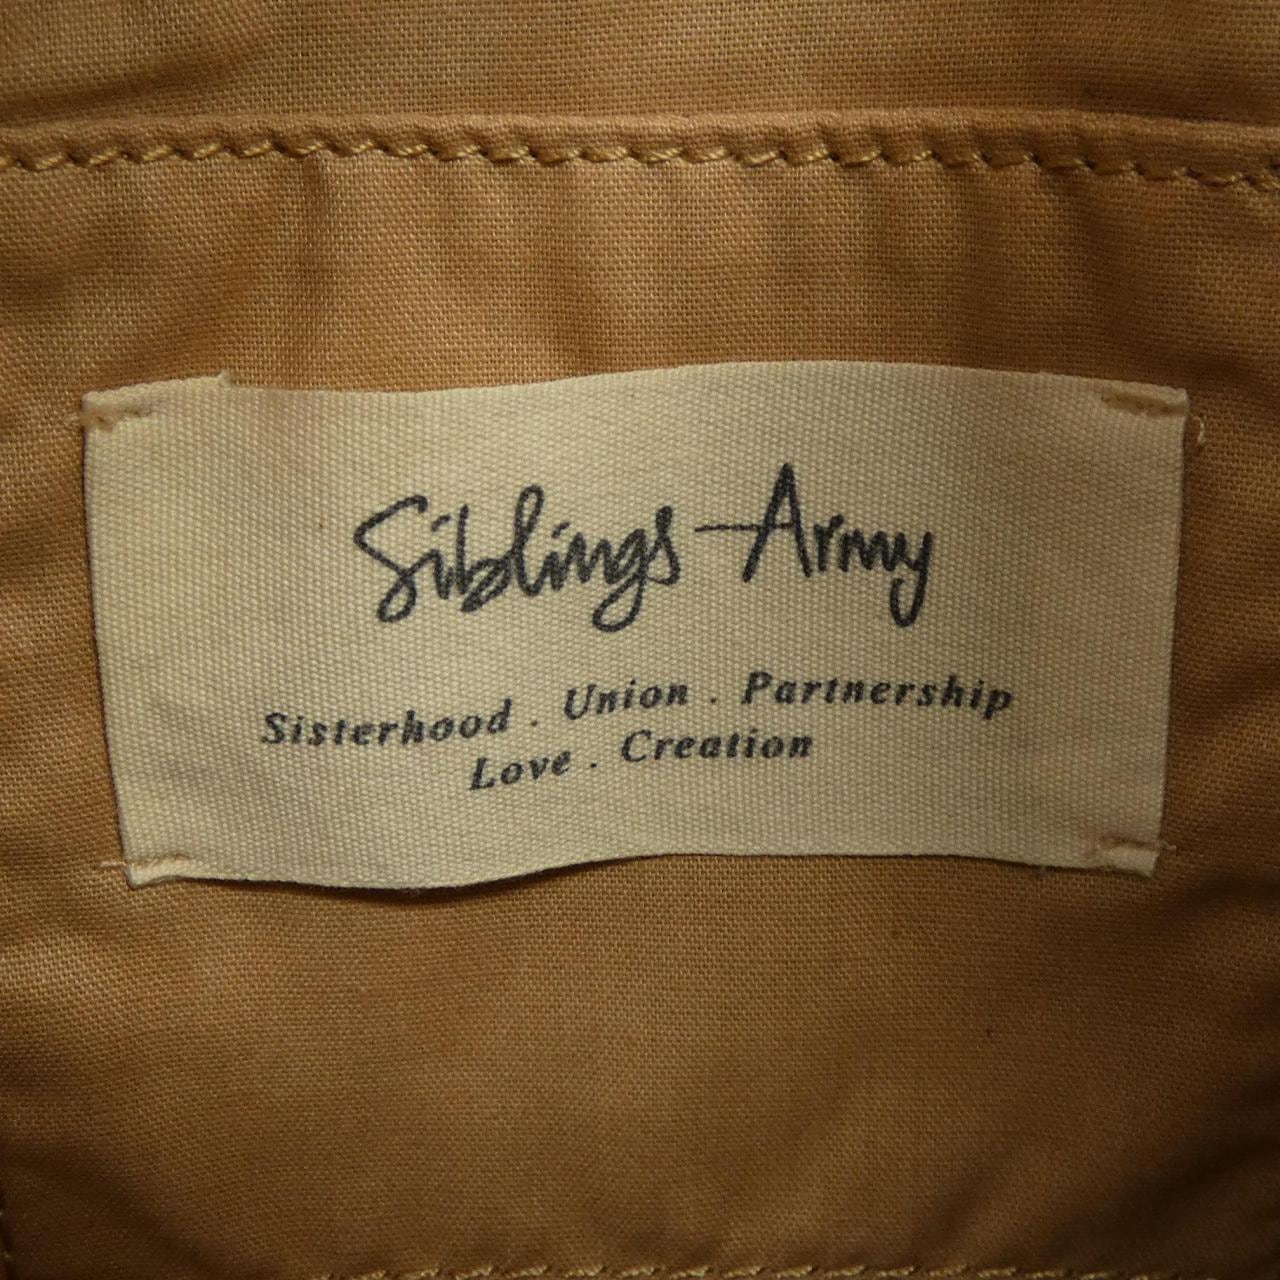 Siblings Army
Sisterhood . Union . Partnership
Love . Creation